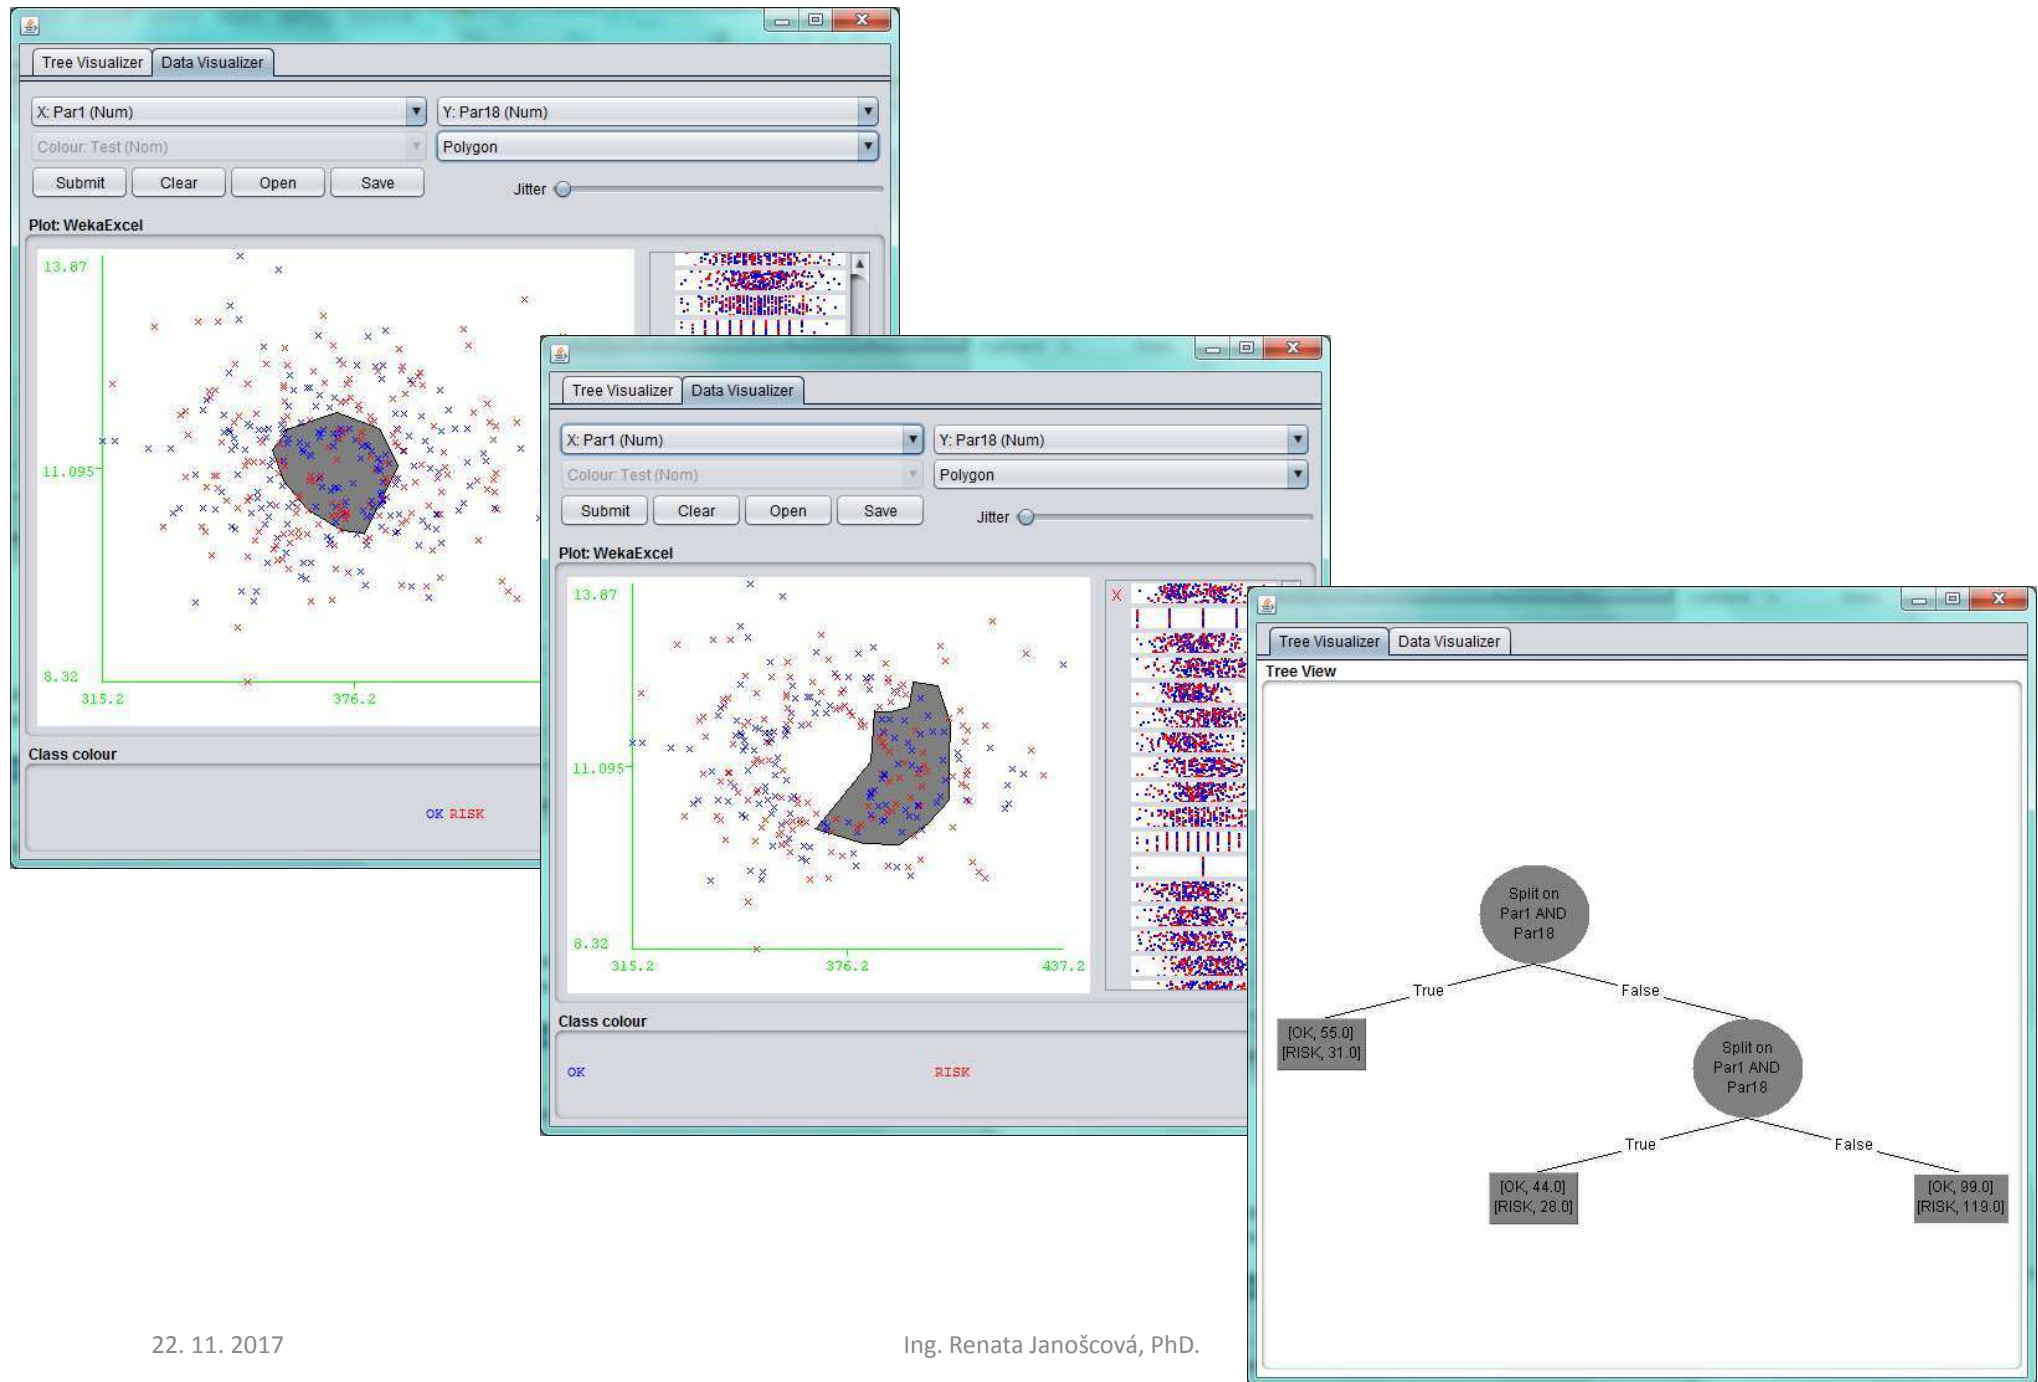 Tree Visualizer Data Visualizer
X: Par1 (Num) Y: Par18 (Num)
Colour: Test (Nom) Polygon
Submit Clear Open Save Jitter
Plot: WekaExcel
13.87
11.095
8.32
315.2 376.2
Class colour
OK RISK
Tree Visualizer Data Visualizer
X: Par1 (Num) Y: Par18 (Num)
Colour: Test (Nom) Polygon
Submit Clear Open Save Jitter
Plot: WekaExcel
13.87 X
11.095
8.32
315.2 376.2 437.2
Class colour
OK RISK
Tree Visualizer Data Visualizer
Tree View
Split on
Par1 AND
Par18
True False
[OK, 55.0]
[RISK, 31.0]
Split on
Par1 AND
Par18
True False
[OK, 44.0]
[RISK, 28.0]
[OK, 99.0]
[RISK, 119.0]
22. 11. 2017 Ing. Renata Janošcová, PhD.